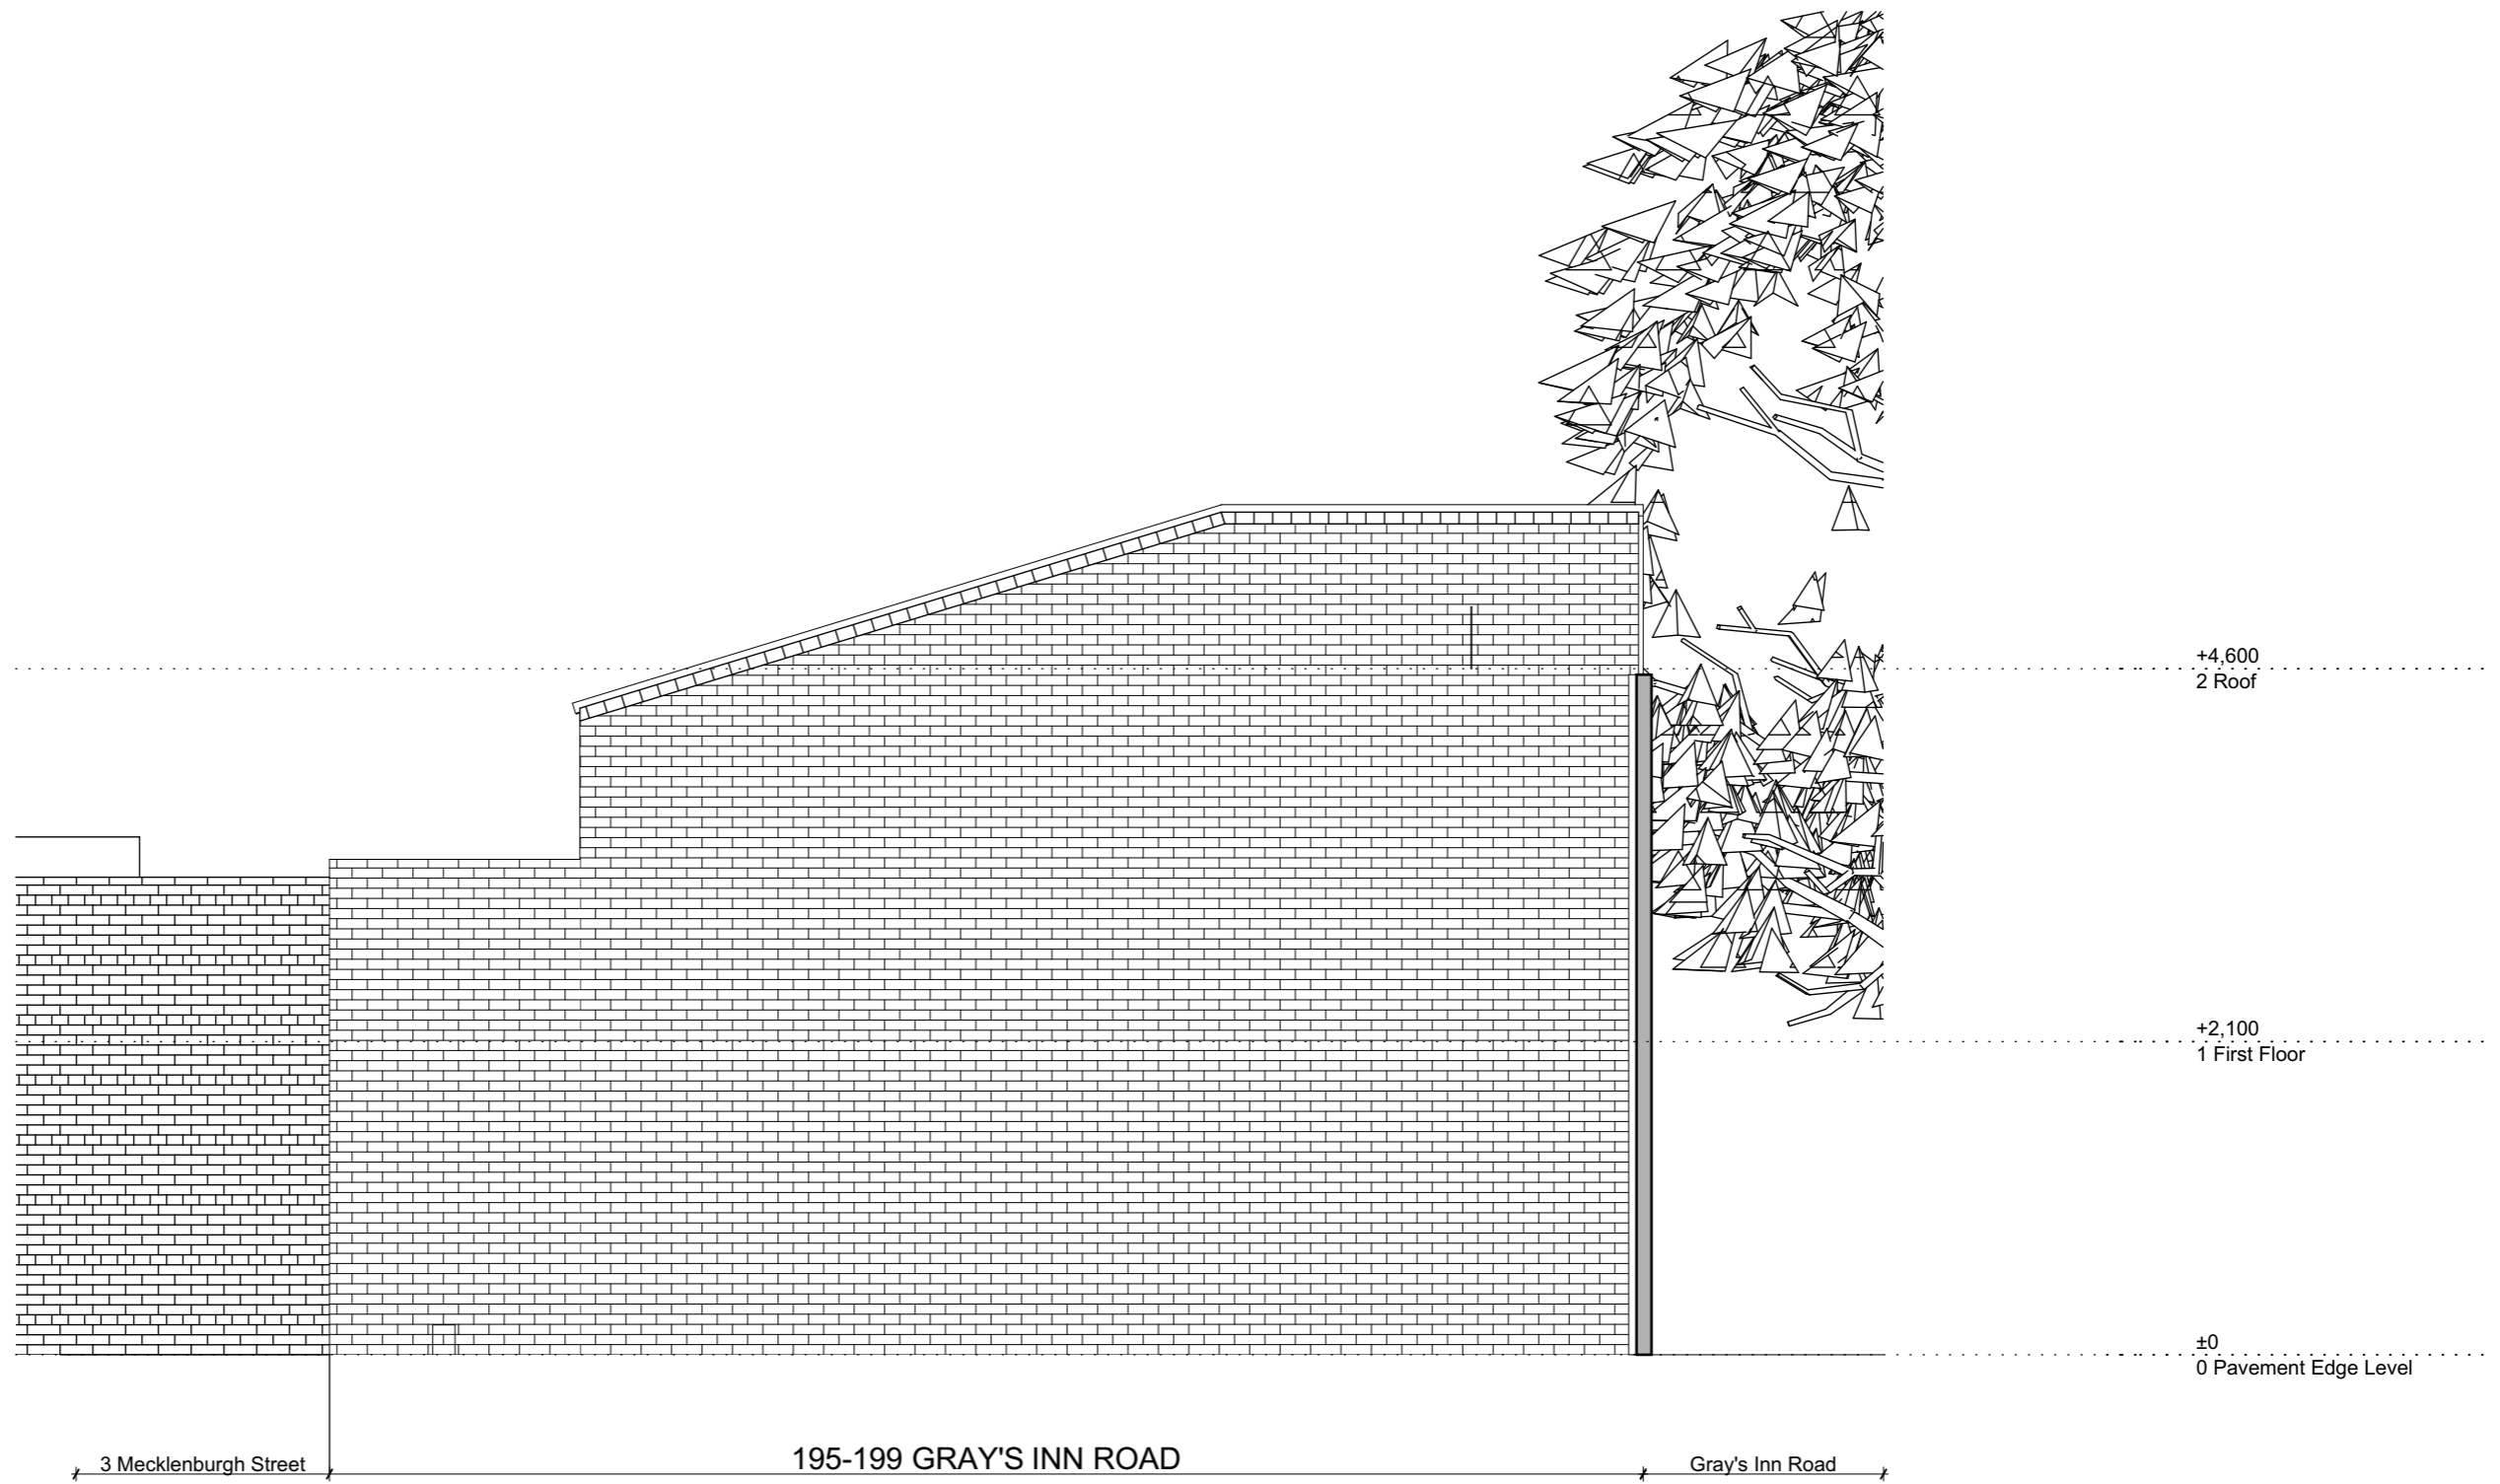 +4,600
2 Roof
+2,100
1 First Floor
±0
0 Pavement Edge Level
3 Mecklenburgh Street
195-199 GRAY'S INN ROAD
Gray's Inn Road